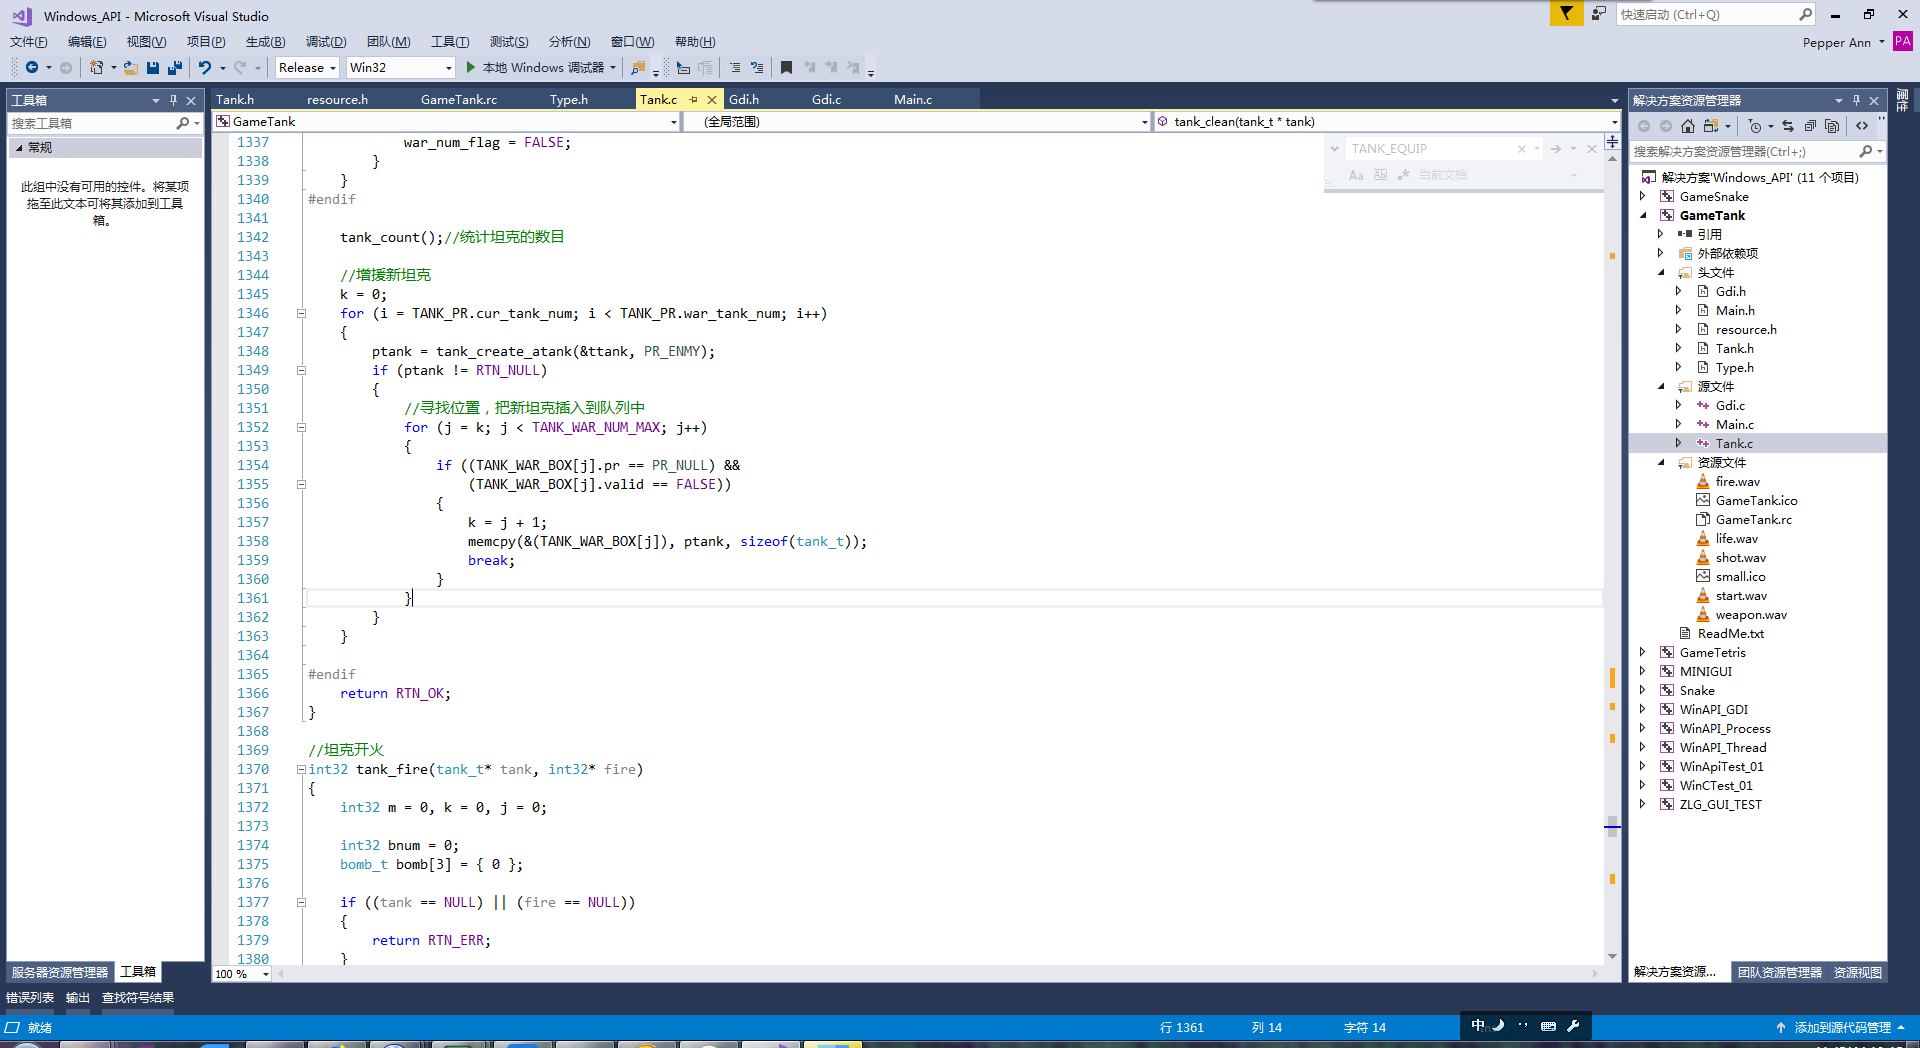 Windows_API - Microsoft Visual Studio
快速启动 (Ctrl+Q)
文件(F) 编辑(E) 视图(V) 项目(P) 生成(B) 调试(D) 团队(M) 工具(T) 测试(S) 分析(N) 窗口(W) 帮助(H)
Pepper Ann PA
Release Win32 本地 Windows 调试器
工具箱
搜索工具箱
常规
此组中没有可用的控件。将某项
拖至此文本可将其添加到工具
箱。
服务器资源管理器 工具箱
Tank.h resource.h GameTank.rc Type.h Tank.c Gdi.h Gdi.c Main.c
GameTank (全局范围) tank_clean(tank_t * tank)
TANK_EQUIP
Aa 当前文档
1337 war_num_flag = FALSE;
1338 }
1339 }
1340 #endif
1341
1342 tank_count();//统计坦克的数目
1343
1344 //增援新坦克
1345 k = 0;
1346 for (i = TANK_PR.cur_tank_num; i < TANK_PR.war_tank_num; i++)
1347 {
1348 ptank = tank_create_atank(&ttank, PR_ENMY);
1349 if (ptank != RTN_NULL)
1350 {
1351 //寻找位置，把新坦克插入到队列中
1352 for (j = k; j < TANK_WAR_NUM_MAX; j++)
1353 {
1354 if ((TANK_WAR_BOX[j].pr == PR_NULL) &&
1355 (TANK_WAR_BOX[j].valid == FALSE))
1356 {
1357 k = j + 1;
1358 memcpy(&(TANK_WAR_BOX[j]), ptank, sizeof(tank_t));
1359 break;
1360 }
1361 }
1362 }
1363 }
1364
1365 #endif
1366 return RTN_OK;
1367 }
1368
1369 //坦克开火
1370 int32 tank_fire(tank_t* tank, int32* fire)
1371 {
1372 int32 m = 0, k = 0, j = 0;
1373
1374 int32 bnum = 0;
1375 bomb_t bomb[3] = { 0 };
1376
1377 if ((tank == NULL) || (fire == NULL))
1378 {
1379 return RTN_ERR;
1380 }
100 %
解决方案资源管理器
搜索解决方案资源管理器(Ctrl+;)
解决方案'Windows_API' (11 个项目)
GameSnake
GameTank
引用
外部依赖项
头文件
Gdi.h
Main.h
resource.h
Tank.h
Type.h
源文件
Gdi.c
Main.c
Tank.c
资源文件
fire.wav
GameTank.ico
GameTank.rc
life.wav
shot.wav
small.ico
start.wav
weapon.wav
ReadMe.txt
GameTetris
MINIGUI
Snake
WinAPI_GDI
WinAPI_Process
WinAPI_Thread
WinApiTest_01
WinCTest_01
ZLG_GUI_TEST
解决方案资源... 团队资源管理器 资源视图
属性
错误列表 输出 查找符号结果
就绪 行 1361 列 14 字符 14 中 添加到源代码管理